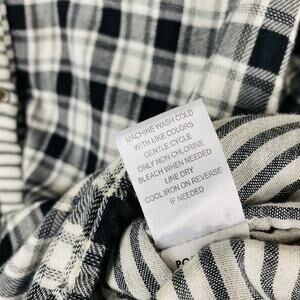 MACHINE WASH COLD
WITH LIKE COLORS
GENTLE CYCLE
ONLY NON CHLORINE
BLEACH WHEN NEEDED
LINE DRY
COOL IRON ON REVERSE
IF NEEDED